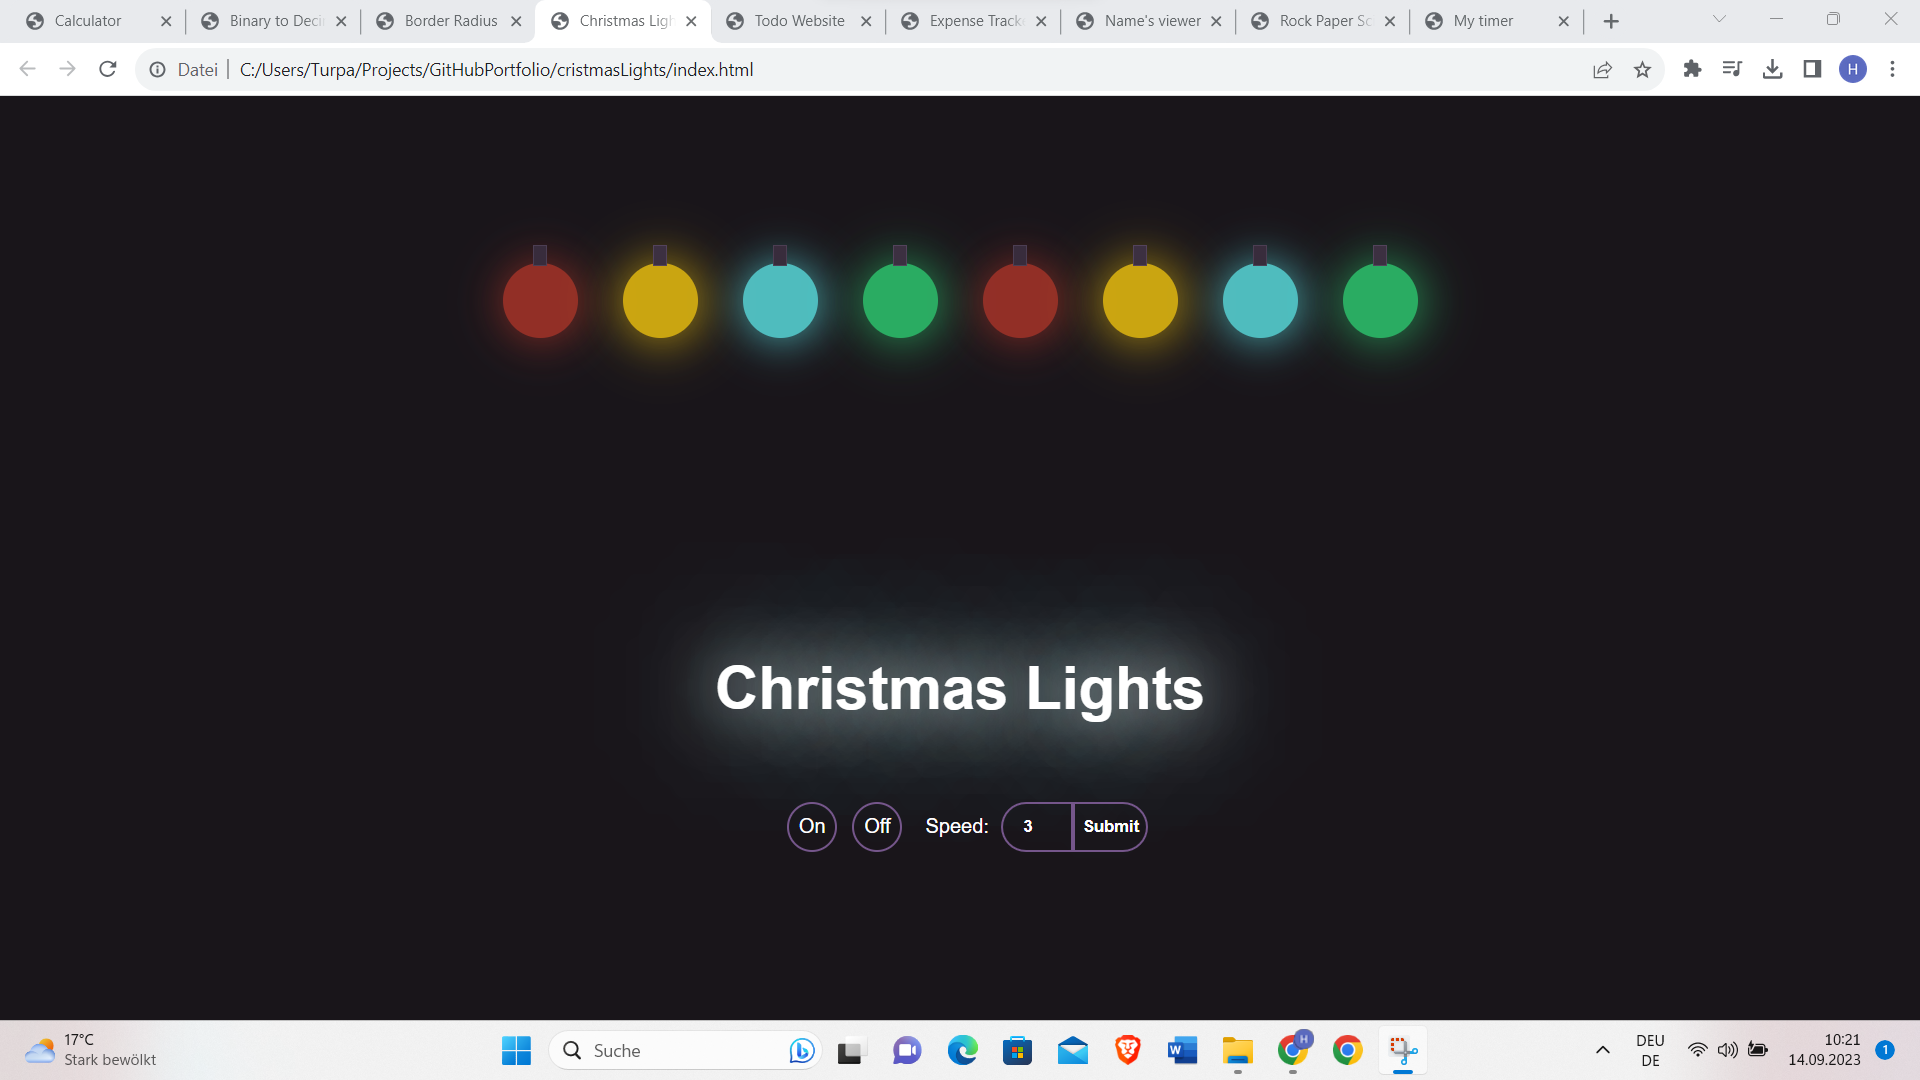 Calculator
Binary to Deci
Border Radius
Christmas Ligh
Todo Website
Expense Tracke
Name's viewer
Rock Paper Sc
My timer
Datei | C:/Users/Turpa/Projects/GitHubPortfolio/cristmasLights/index.html
H
Christmas Lights
On
Off
Speed:
3
Submit
17°C
Stark bewölkt
Suche
H
DEU
DE
10:21
14.09.2023
1